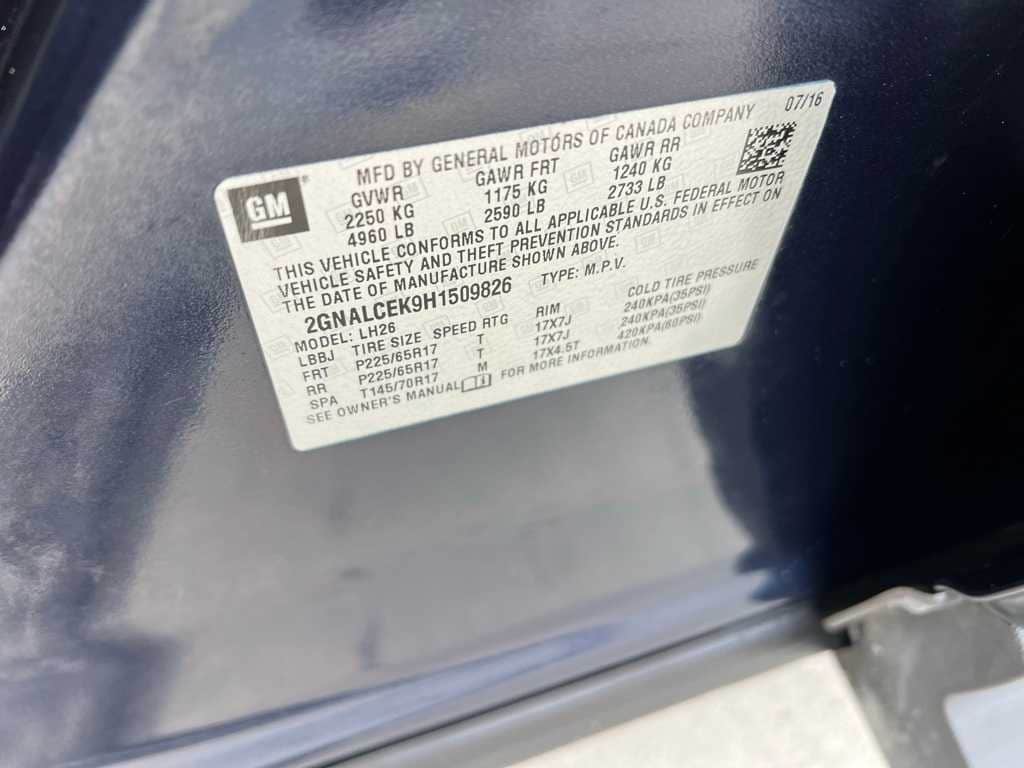 07/16
GM
MFD BY GENERAL MOTORS OF CANADA COMPANY
GVWR GAWR FRT GAWR RR
2250 KG 1175 KG 1240 KG
4960 LB 2590 LB 2733 LB
THIS VEHICLE CONFORMS TO ALL APPLICABLE U.S. FEDERAL MOTOR
VEHICLE SAFETY AND THEFT PREVENTION STANDARDS IN EFFECT ON
THE DATE OF MANUFACTURE SHOWN ABOVE.
2GNALCEK9H1509826 TYPE: M.P.V.
MODEL: LH26
LBBJ TIRE SIZE SPEED RTG RIM COLD TIRE PRESSURE
FRT P225/65R17 T 17X7J 240KPA(35PSI)
RR P225/65R17 T 17X7J 240KPA(35PSI)
SPA T145/70R17 M 17X4.5T 420KPA(60PSI)
SEE OWNER'S MANUAL FOR MORE INFORMATION.